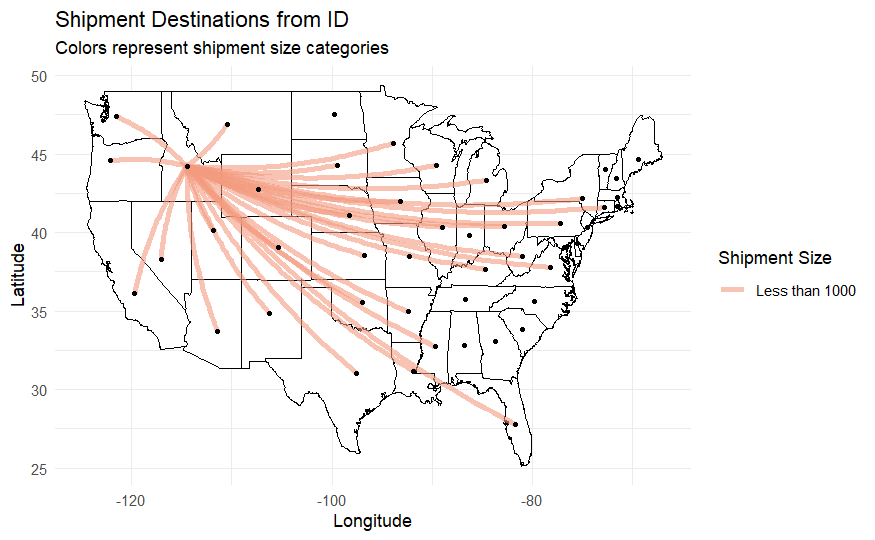 Shipment Destinations from ID
Colors represent shipment size categories
50
45
40
35
30
25
Latitude
-120
-100
-80
Longitude
Shipment Size
Less than 1000